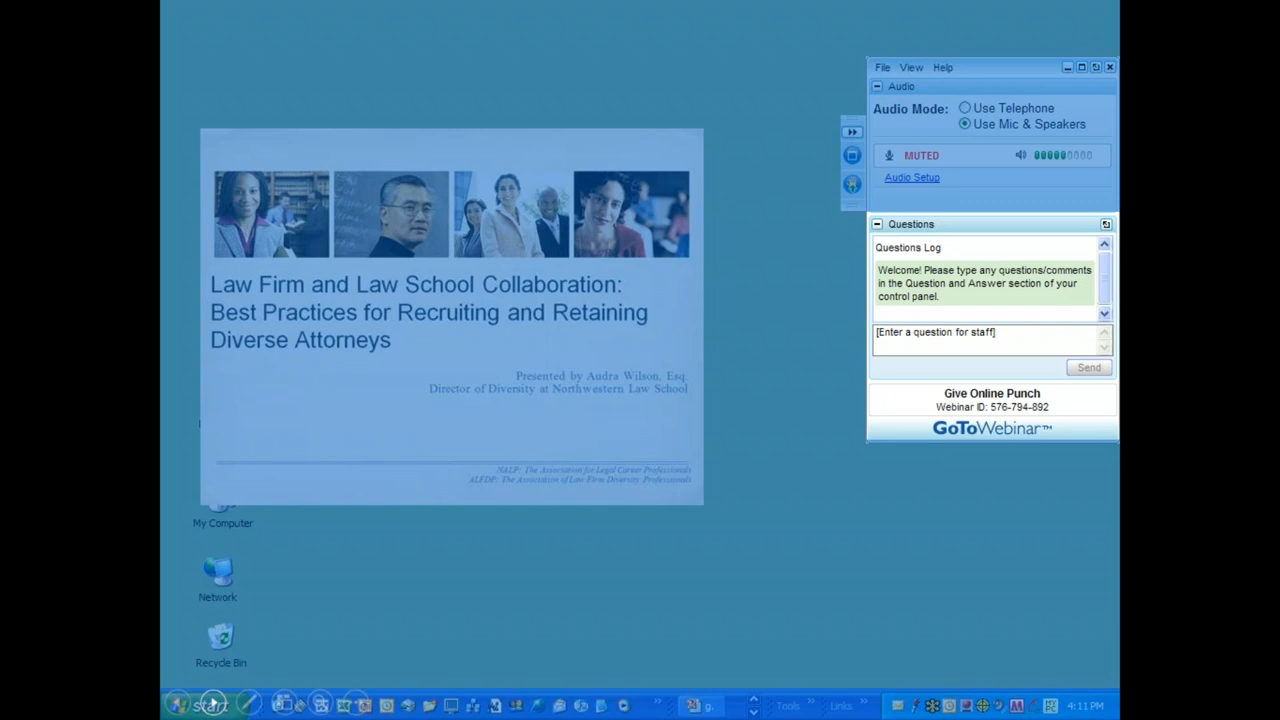 File View Help
Audio
Audio Mode:
Use Telephone
Use Mic & Speakers
MUTED
Audio Setup
Questions
Questions Log
Welcome! Please type any questions/comments
in the Question and Answer section of your
control panel.
[Enter a question for staff]
Send
Give Online Punch
Webinar ID: 576-794-892
GoToWebinar™
Law Firm and Law School Collaboration:
Best Practices for Recruiting and Retaining
Diverse Attorneys
Presented by Audra Wilson, Esq.
Director of Diversity at Northwestern Law School
NALP: The Association for Legal Career Professionals
ALFDP: The Association of Law Firm Diversity Professionals
My Computer
Network
Recycle Bin
start
g.
Tools
Links
4:11 PM